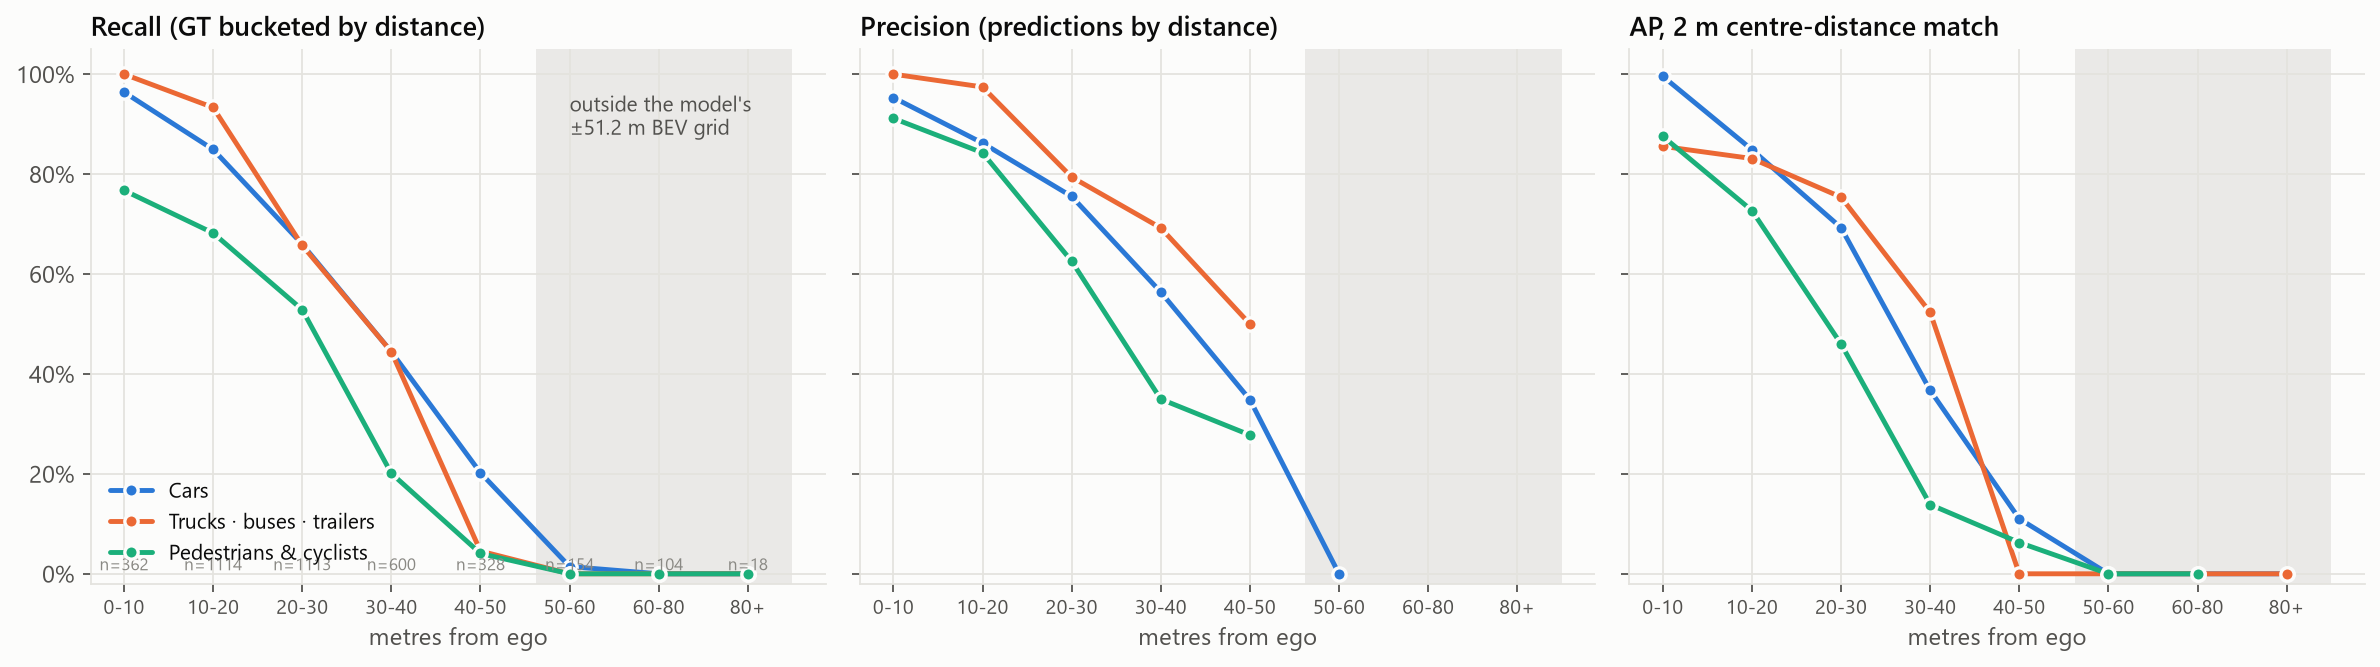 Recall (GT bucketed by distance)
100%
80%
60%
40%
20%
0%
outside the model's
±51.2 m BEV grid
Cars
Trucks · buses · trailers
Pedestrians & cyclists
n=362 n=1114 n=1113 n=600 n=328 n=154 n=104 n=18
0-10 10-20 20-30 30-40 40-50 50-60 60-80 80+
metres from ego
Precision (predictions by distance)
0-10 10-20 20-30 30-40 40-50 50-60 60-80 80+
metres from ego
AP, 2 m centre-distance match
0-10 10-20 20-30 30-40 40-50 50-60 60-80 80+
metres from ego